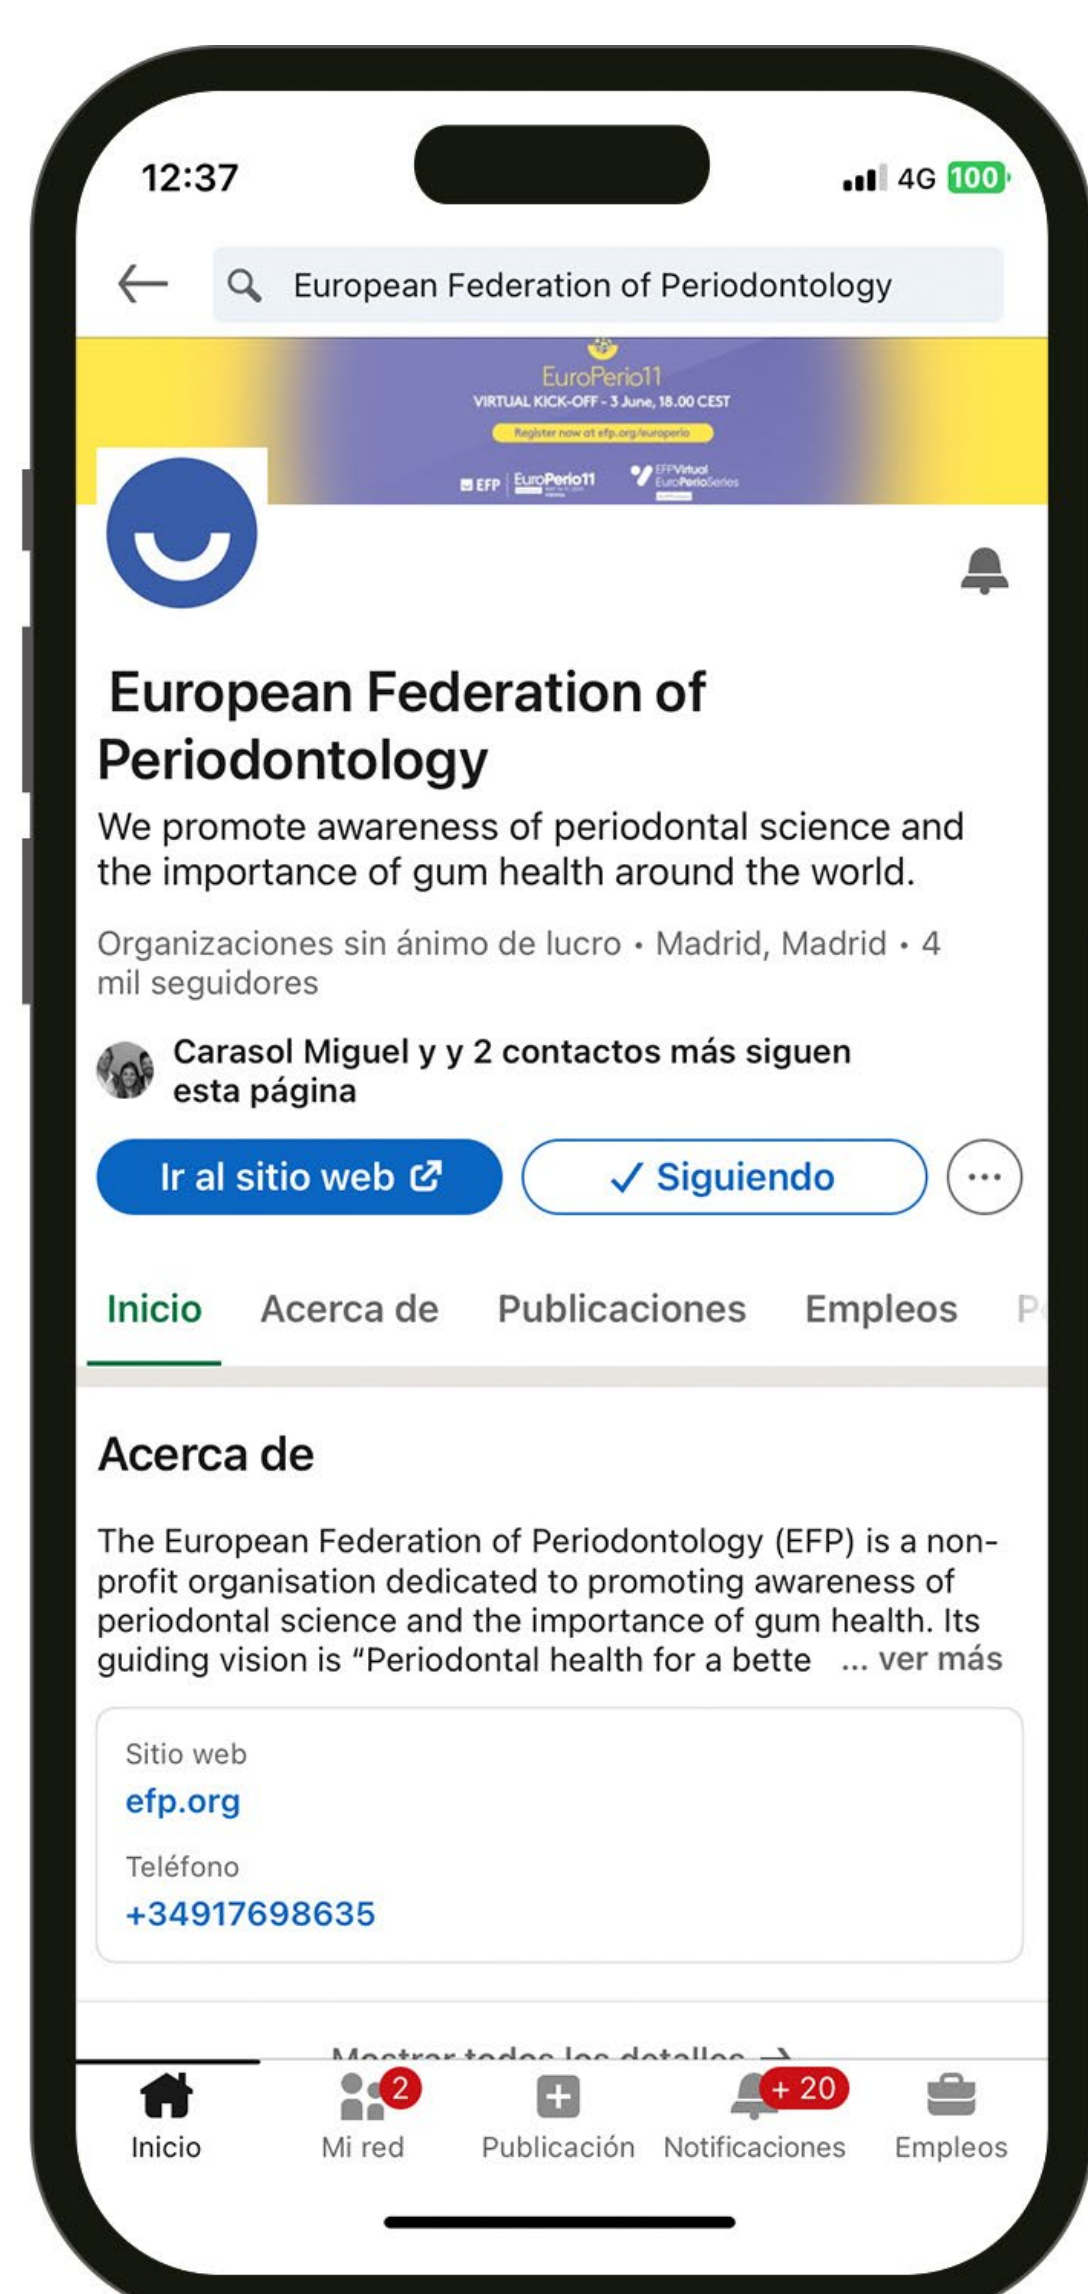 12:37
4G 100
European Federation of Periodontology
EuroPerio11
VIRTUAL KICK-OFF - 3 June, 18.00 CEST
Register now at efp.org/europerio
EFP EuroPerio11 EFPVirtual
EuroPerioSeries
European Federation of
Periodontology
We promote awareness of periodontal science and
the importance of gum health around the world.
Organizaciones sin ánimo de lucro • Madrid, Madrid • 4
mil seguidores
Carasol Miguel y y 2 contactos más siguen
esta página
Ir al sitio web
✓ Siguiendo
Inicio Acerca de Publicaciones Empleos
Acerca de
The European Federation of Periodontology (EFP) is a non-
profit organisation dedicated to promoting awareness of
periodontal science and the importance of gum health. Its
guiding vision is “Periodontal health for a bette ... ver más
Sitio web
efp.org
Teléfono
+34917698635
Mostrar todos los detalles →
2
+ 20
Inicio Mi red Publicación Notificaciones Empleos